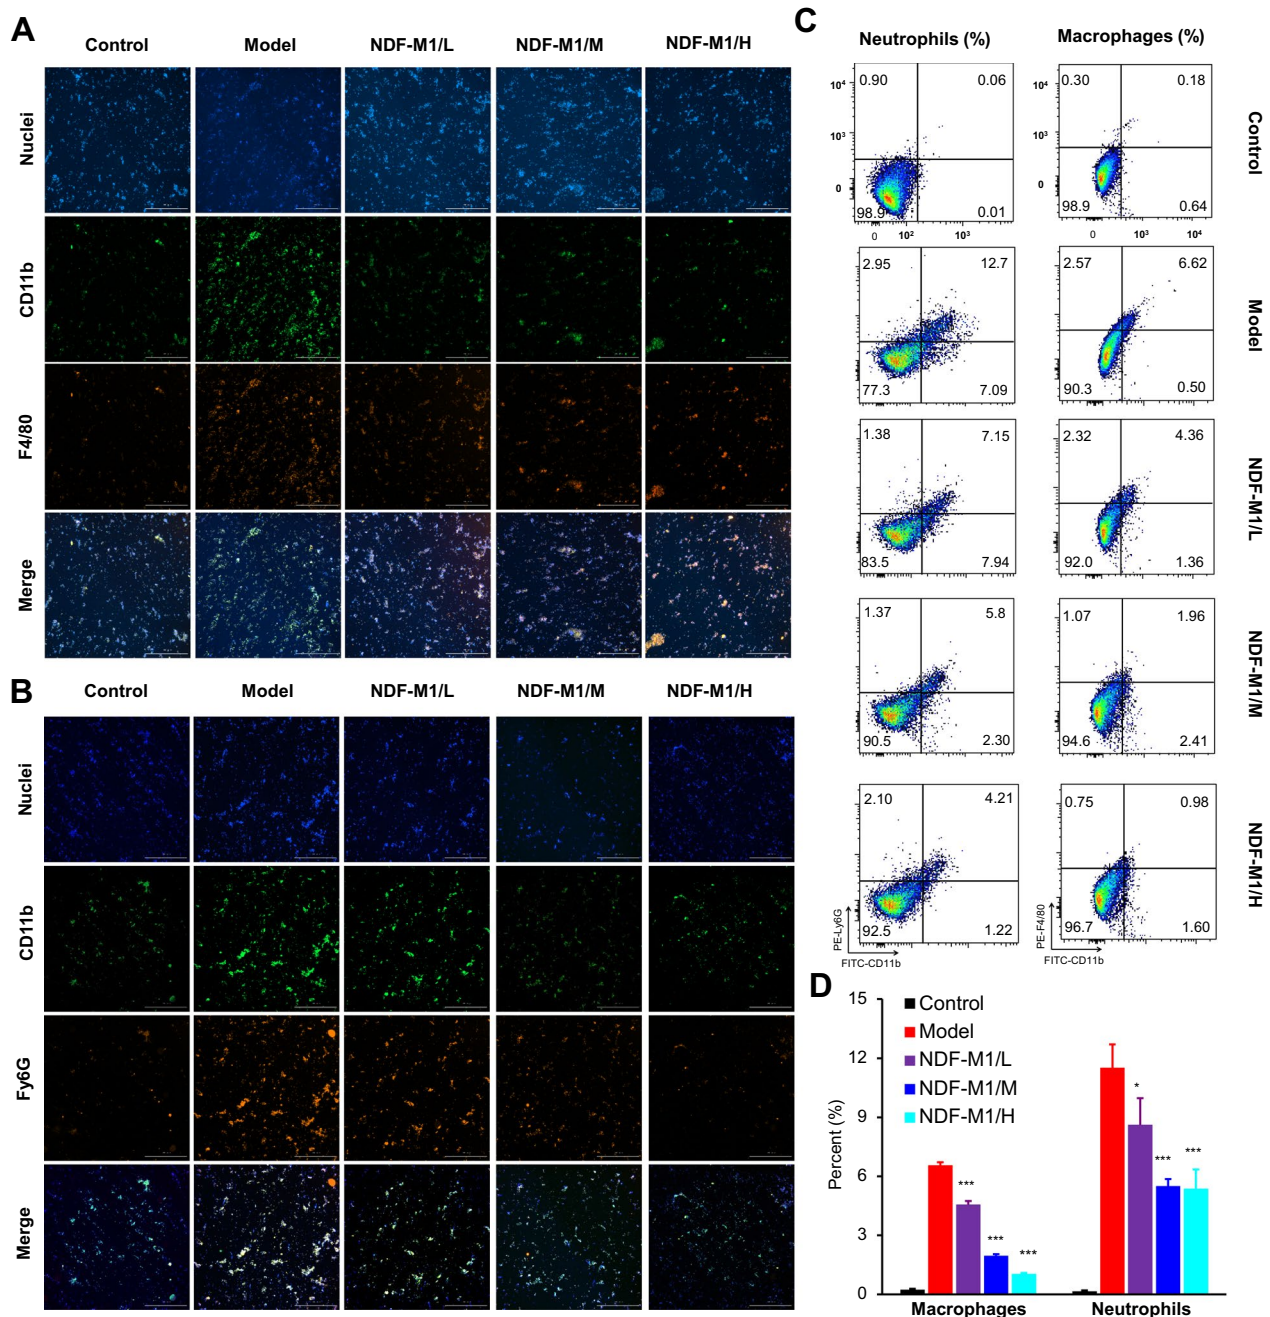 A
Control Model NDF-M1/L NDF-M1/M NDF-M1/H
Nuclei
CD11b
F4/80
Merge
B
Control Model NDF-M1/L NDF-M1/M NDF-M1/H
Nuclei
CD11b
Fy6G
Merge
C
Neutrophils (%) Macrophages (%)
10⁴ 0.90 0.06
10³
0
98.9 0.01
0 10² 10³
10⁴ 0.30 0.18
10³
0
98.9 0.64
0 10³ 10⁴
Control
2.95 12.7
77.3 7.09
2.57 6.62
90.3 0.50
Model
1.38 7.15
83.5 7.94
2.32 4.36
92.0 1.36
NDF-M1/L
1.37 5.8
90.5 2.30
1.07 1.96
94.6 2.41
NDF-M1/M
2.10 4.21
92.5 1.22
PE-Ly6G
FITC-CD11b
0.75 0.98
96.7 1.60
PE-F4/80
FITC-CD11b
NDF-M1/H
D
Control
Model
NDF-M1/L
NDF-M1/M
NDF-M1/H
Percent (%)
15
12
9
6
3
0
*** *** ***
* *** ***
Macrophages Neutrophils